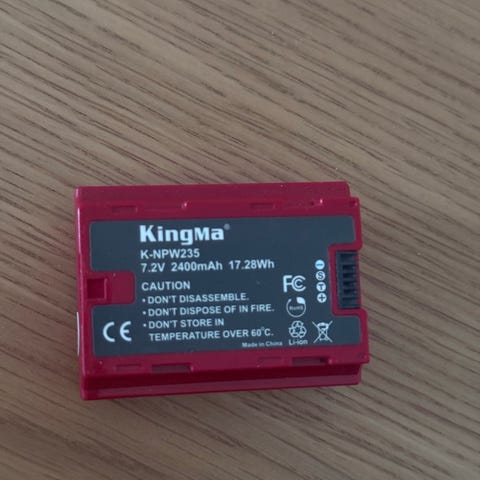 KingMa®
K-NPW235
7.2V 2400mAh 17.28Wh
CAUTION
• DON'T DISASSEMBLE.
• DON'T DISPOSE OF IN FIRE.
• DON'T STORE IN
TEMPERATURE OVER 60°C.
Made in China
CE
FC
RoHS
Li-ion
- S T +